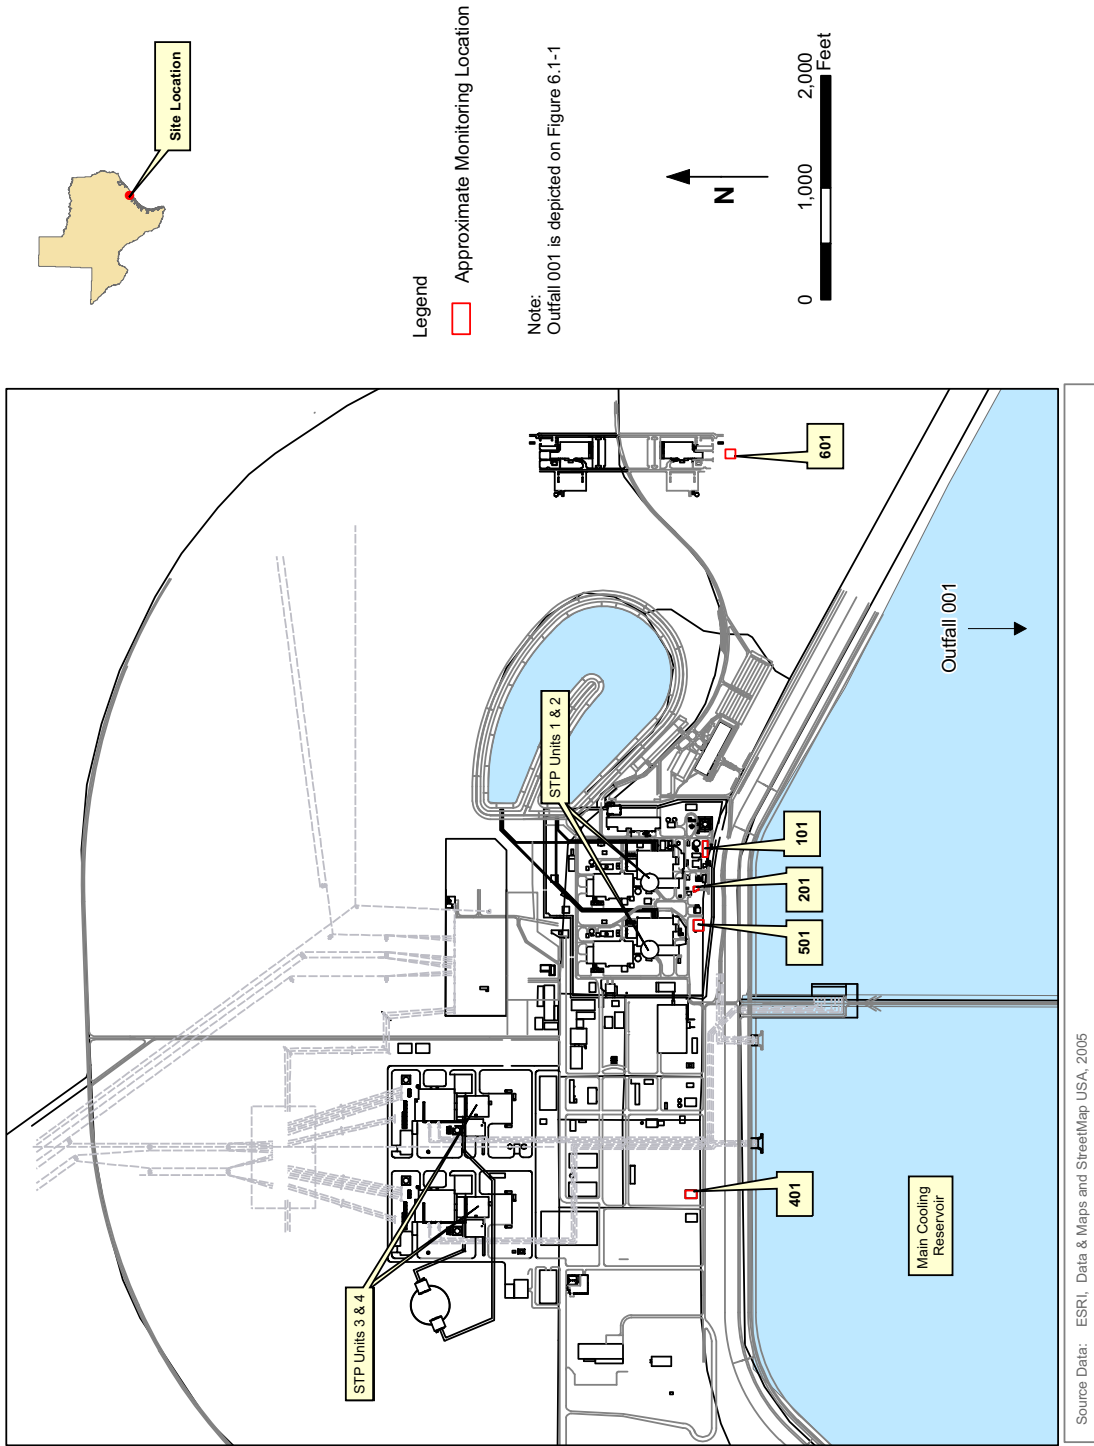 Site Location
Legend
Approximate Monitoring Location
Note:
Outfall 001 is depicted on Figure 6.1-1
N
0
1,000
2,000
Feet
STP Units 3 & 4
STP Units 1 & 2
601
101
201
501
401
Outfall 001
Main Cooling
Reservoir
Source Data: ESRI, Data & Maps and StreetMap USA, 2005